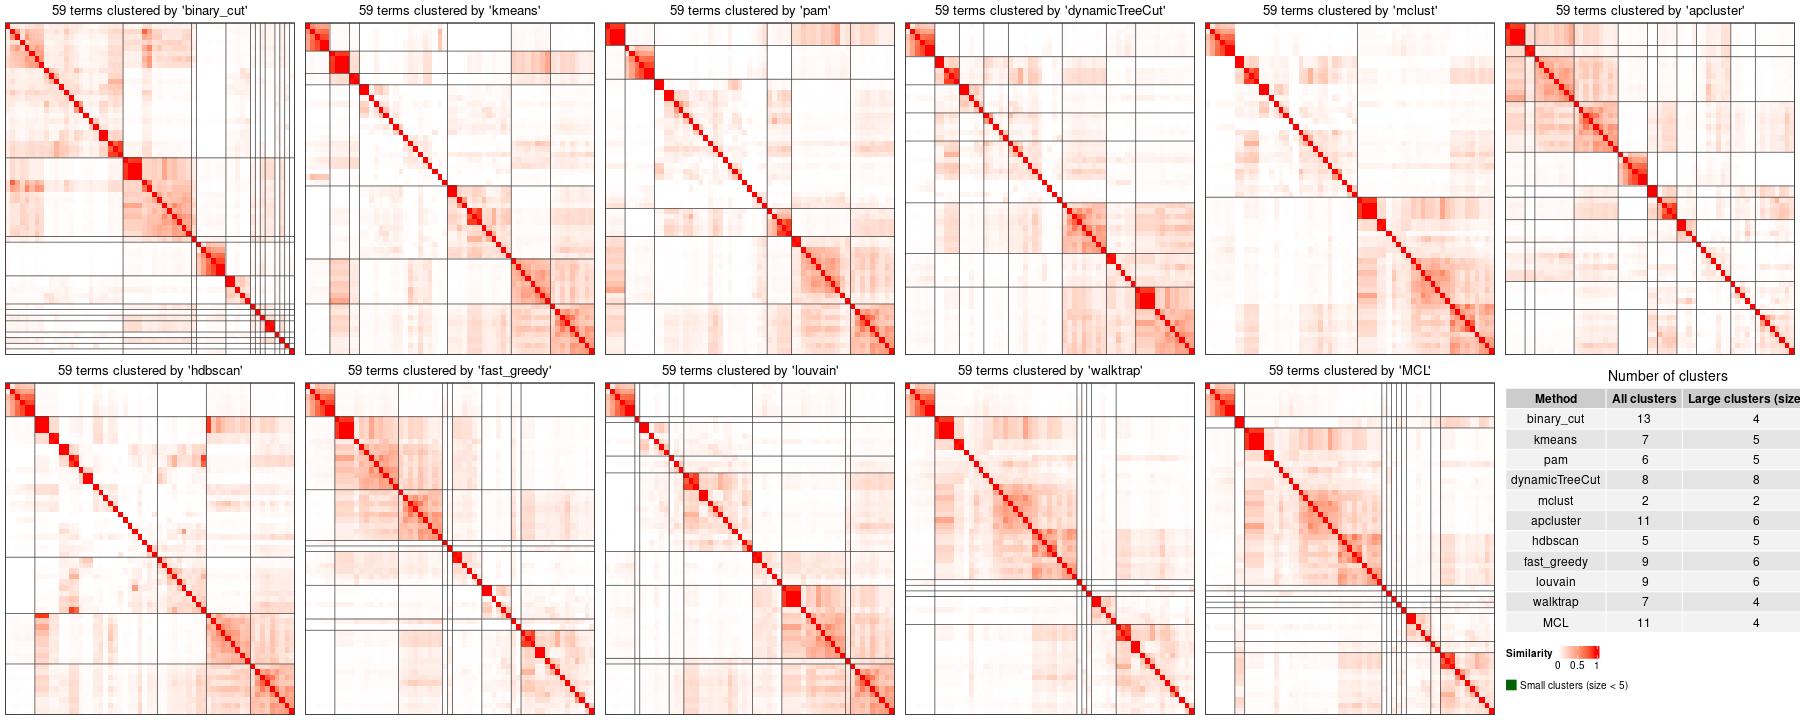 59 terms clustered by 'binary_cut'
59 terms clustered by 'kmeans'
59 terms clustered by 'pam'
59 terms clustered by 'dynamicTreeCut'
59 terms clustered by 'mclust'
59 terms clustered by 'apcluster'
59 terms clustered by 'hdbscan'
59 terms clustered by 'fast_greedy'
59 terms clustered by 'louvain'
59 terms clustered by 'walktrap'
59 terms clustered by 'MCL'
Number of clusters
Method All clusters Large clusters (size
binary_cut 13 4
kmeans 7 5
pam 6 5
dynamicTreeCut 8 8
mclust 2 2
apcluster 11 6
hdbscan 5 5
fast_greedy 9 6
louvain 9 6
walktrap 7 4
MCL 11 4
Similarity
0 0.5 1
Small clusters (size < 5)